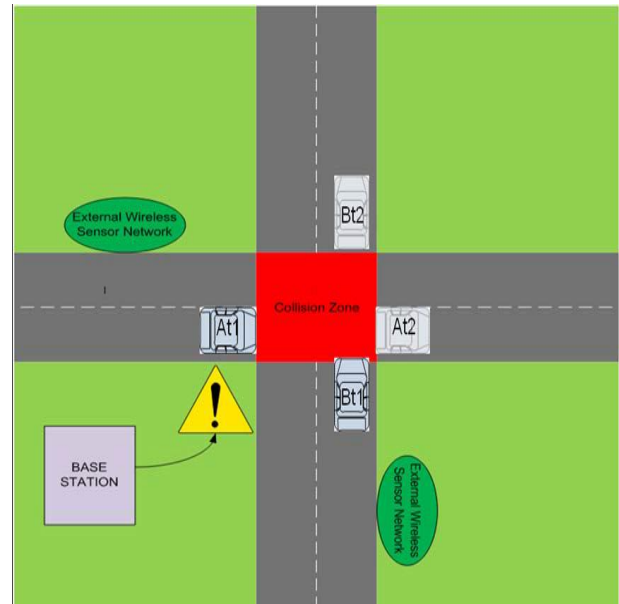 Bt2
External Wireless
Sensor Network
Collision Zone
At1
At2
!
Bt1
BASE
STATION
External Wireless
Sensor Network